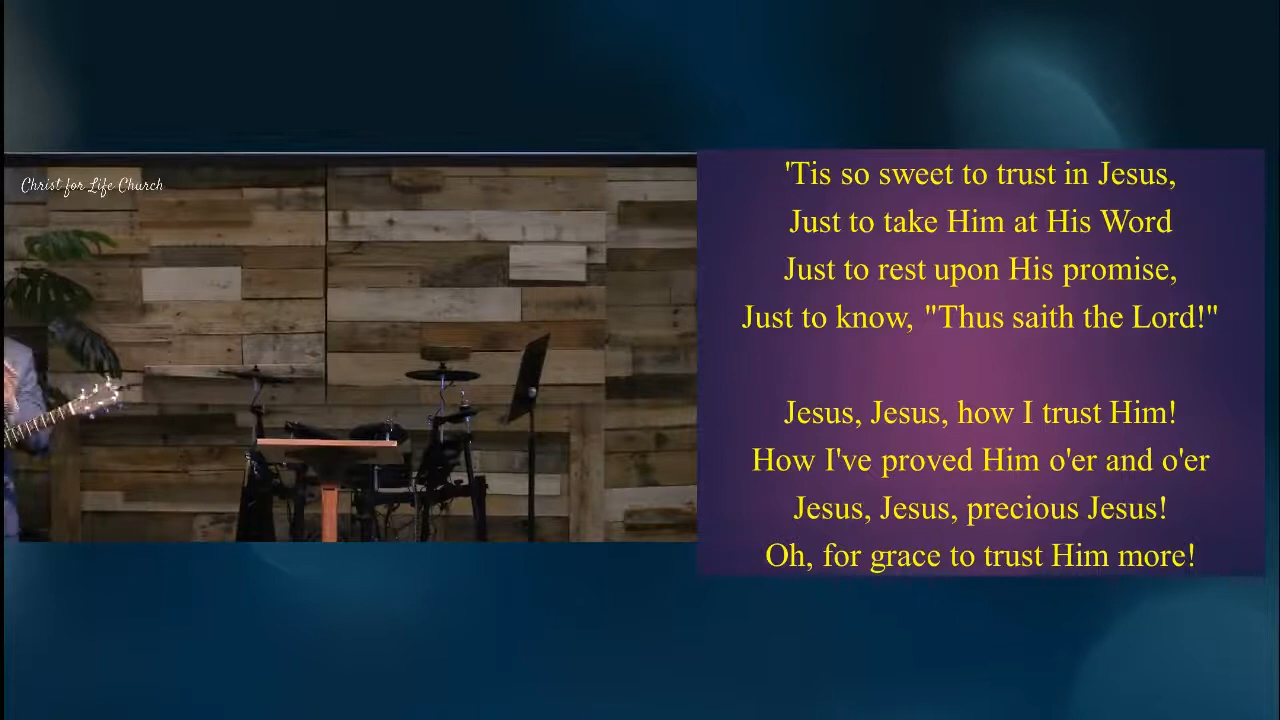 Christ for Life Church
'Tis so sweet to trust in Jesus,
Just to take Him at His Word
Just to rest upon His promise,
Just to know, "Thus saith the Lord!"
Jesus, Jesus, how I trust Him!
How I've proved Him o'er and o'er
Jesus, Jesus, precious Jesus!
Oh, for grace to trust Him more!